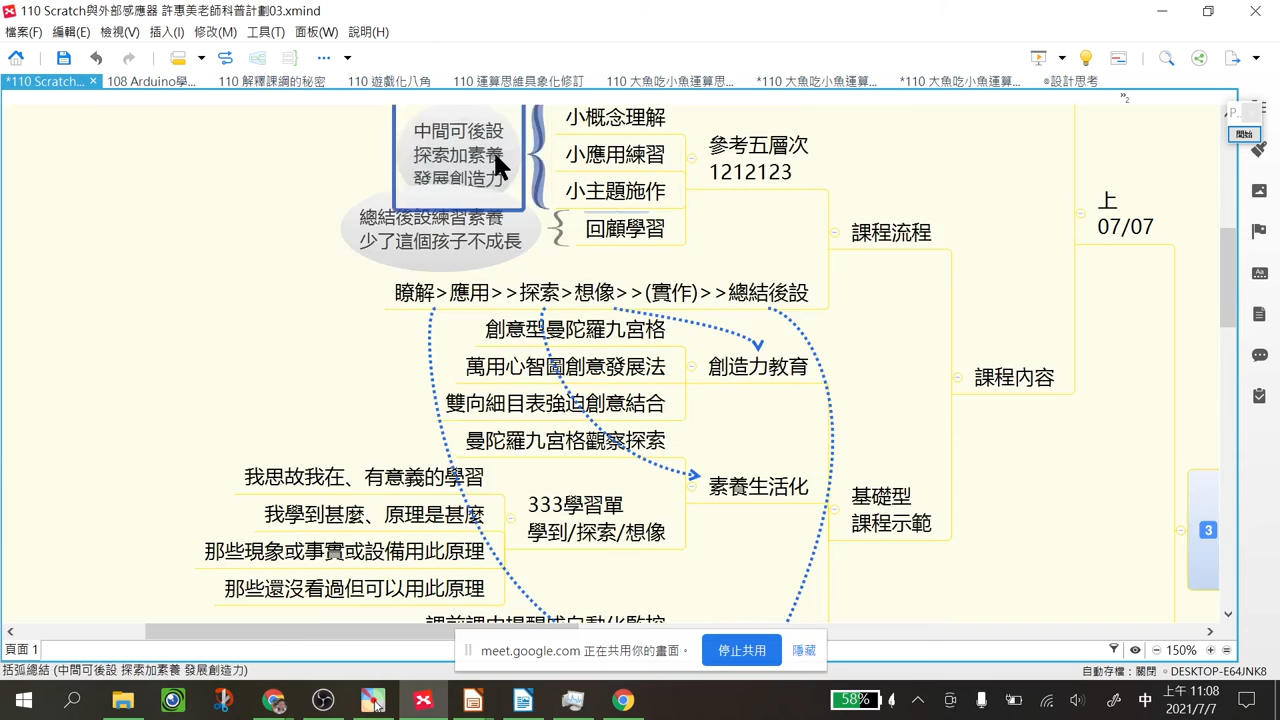 110 Scratch與外部感應器 許惠美老師科普計劃03.xmind
檔案(F) 編輯(E) 檢視(V) 插入(I) 修改(M) 工具(T) 面板(W) 說明(H)
*110 Scratch... 108 Arduino學... 110 解釋課綱的秘密 110 遊戲化八角 110 運算思維具象化修訂 110 大魚吃小魚運算思... *110 大魚吃小魚運算... *110 大魚吃小魚運算... ※設計思考
»2
P...
開始
中間可後設
探索加素養
發展創造力
小概念理解
小應用練習
小主題施作
參考五層次
1212123
總結後設練習素養
少了這個孩子不成長
回顧學習
課程流程
上
07/07
瞭解>應用>>探索>想像>>(實作)>>總結後設
創意型曼陀羅九宮格
萬用心智圖創意發展法
雙向細目表強迫創意結合
創造力教育
課程內容
曼陀羅九宮格觀察探索
我思故我在、有意義的學習
我學到甚麼、原理是甚麼
那些現象或事實或設備用此原理
那些還沒看過但可以用此原理
333學習單
學到/探索/想像
素養生活化
基礎型
課程示範
3
meet.google.com 正在共用你的畫面。 停止共用 隱藏
頁面 1
150%
括弧總結 (中間可後設 探索加素養 發展創造力)
自動存檔：關閉 。DESKTOP-E64JNK8
58%
中
上午 11:08
2021/7/7